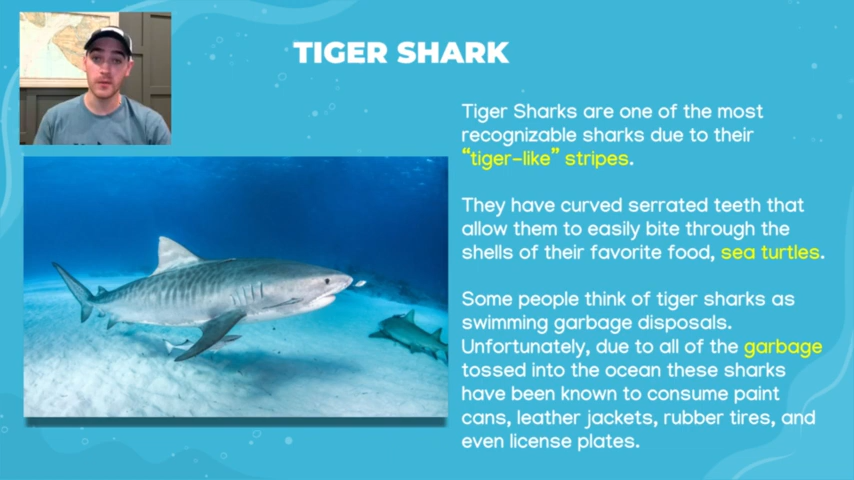 TIGER SHARK
Tiger Sharks are one of the most
recognizable sharks due to their
“tiger-like” stripes.
They have curved serrated teeth that
allow them to easily bite through the
shells of their favorite food, sea turtles.
Some people think of tiger sharks as
swimming garbage disposals.
Unfortunately, due to all of the garbage
tossed into the ocean these sharks
have been known to consume paint
cans, leather jackets, rubber tires, and
even license plates.